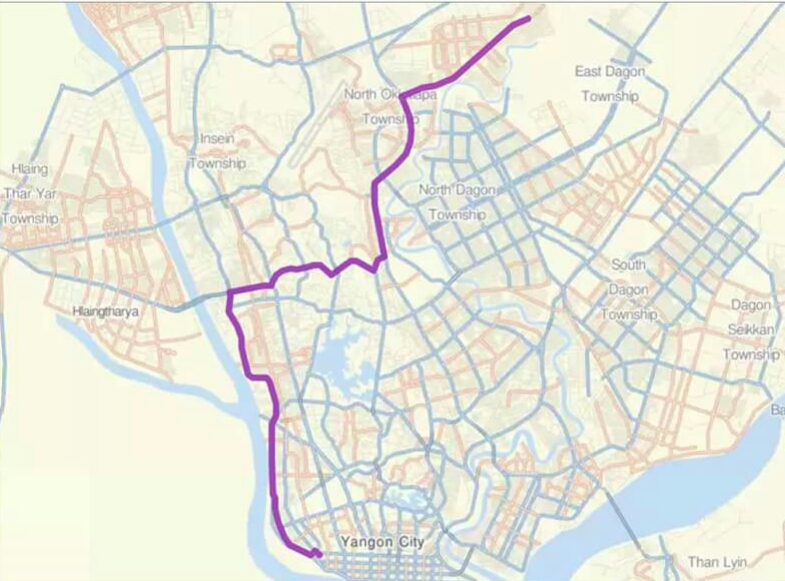 East Dagon
Township
North Okkalapa
Township
Insein
Township
Hlaing
Thar Yar
Township
North Dagon
Township
South
Dagon
Township
Hlaingtharya
Dagon
Seikkan
Township
Ba
Yangon City
Than Lyin